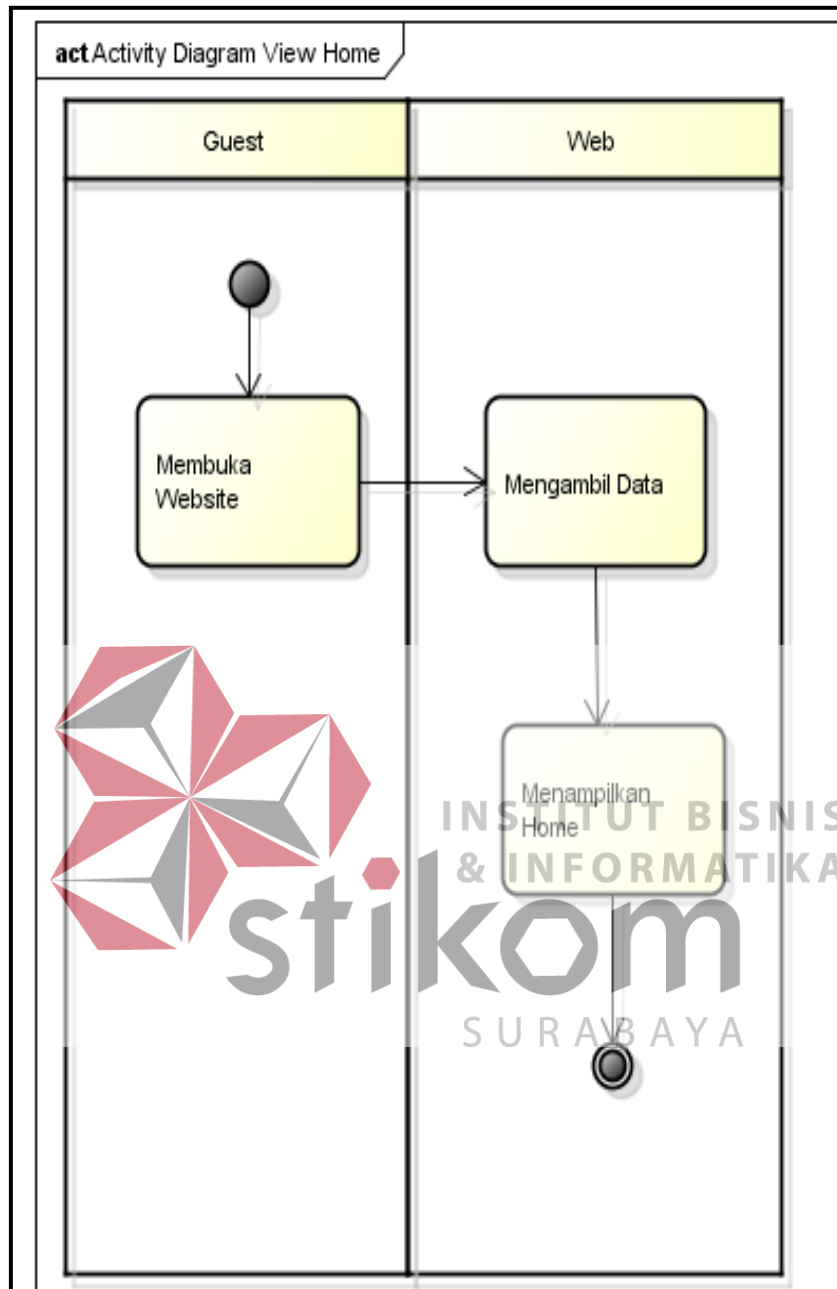 act Activity Diagram View Home
Guest
Web
Membuka
Website
Mengambil Data
Menampilkan
Home
INSTITUT BISNIS
& INFORMATIKA
stikom
SURABAYA